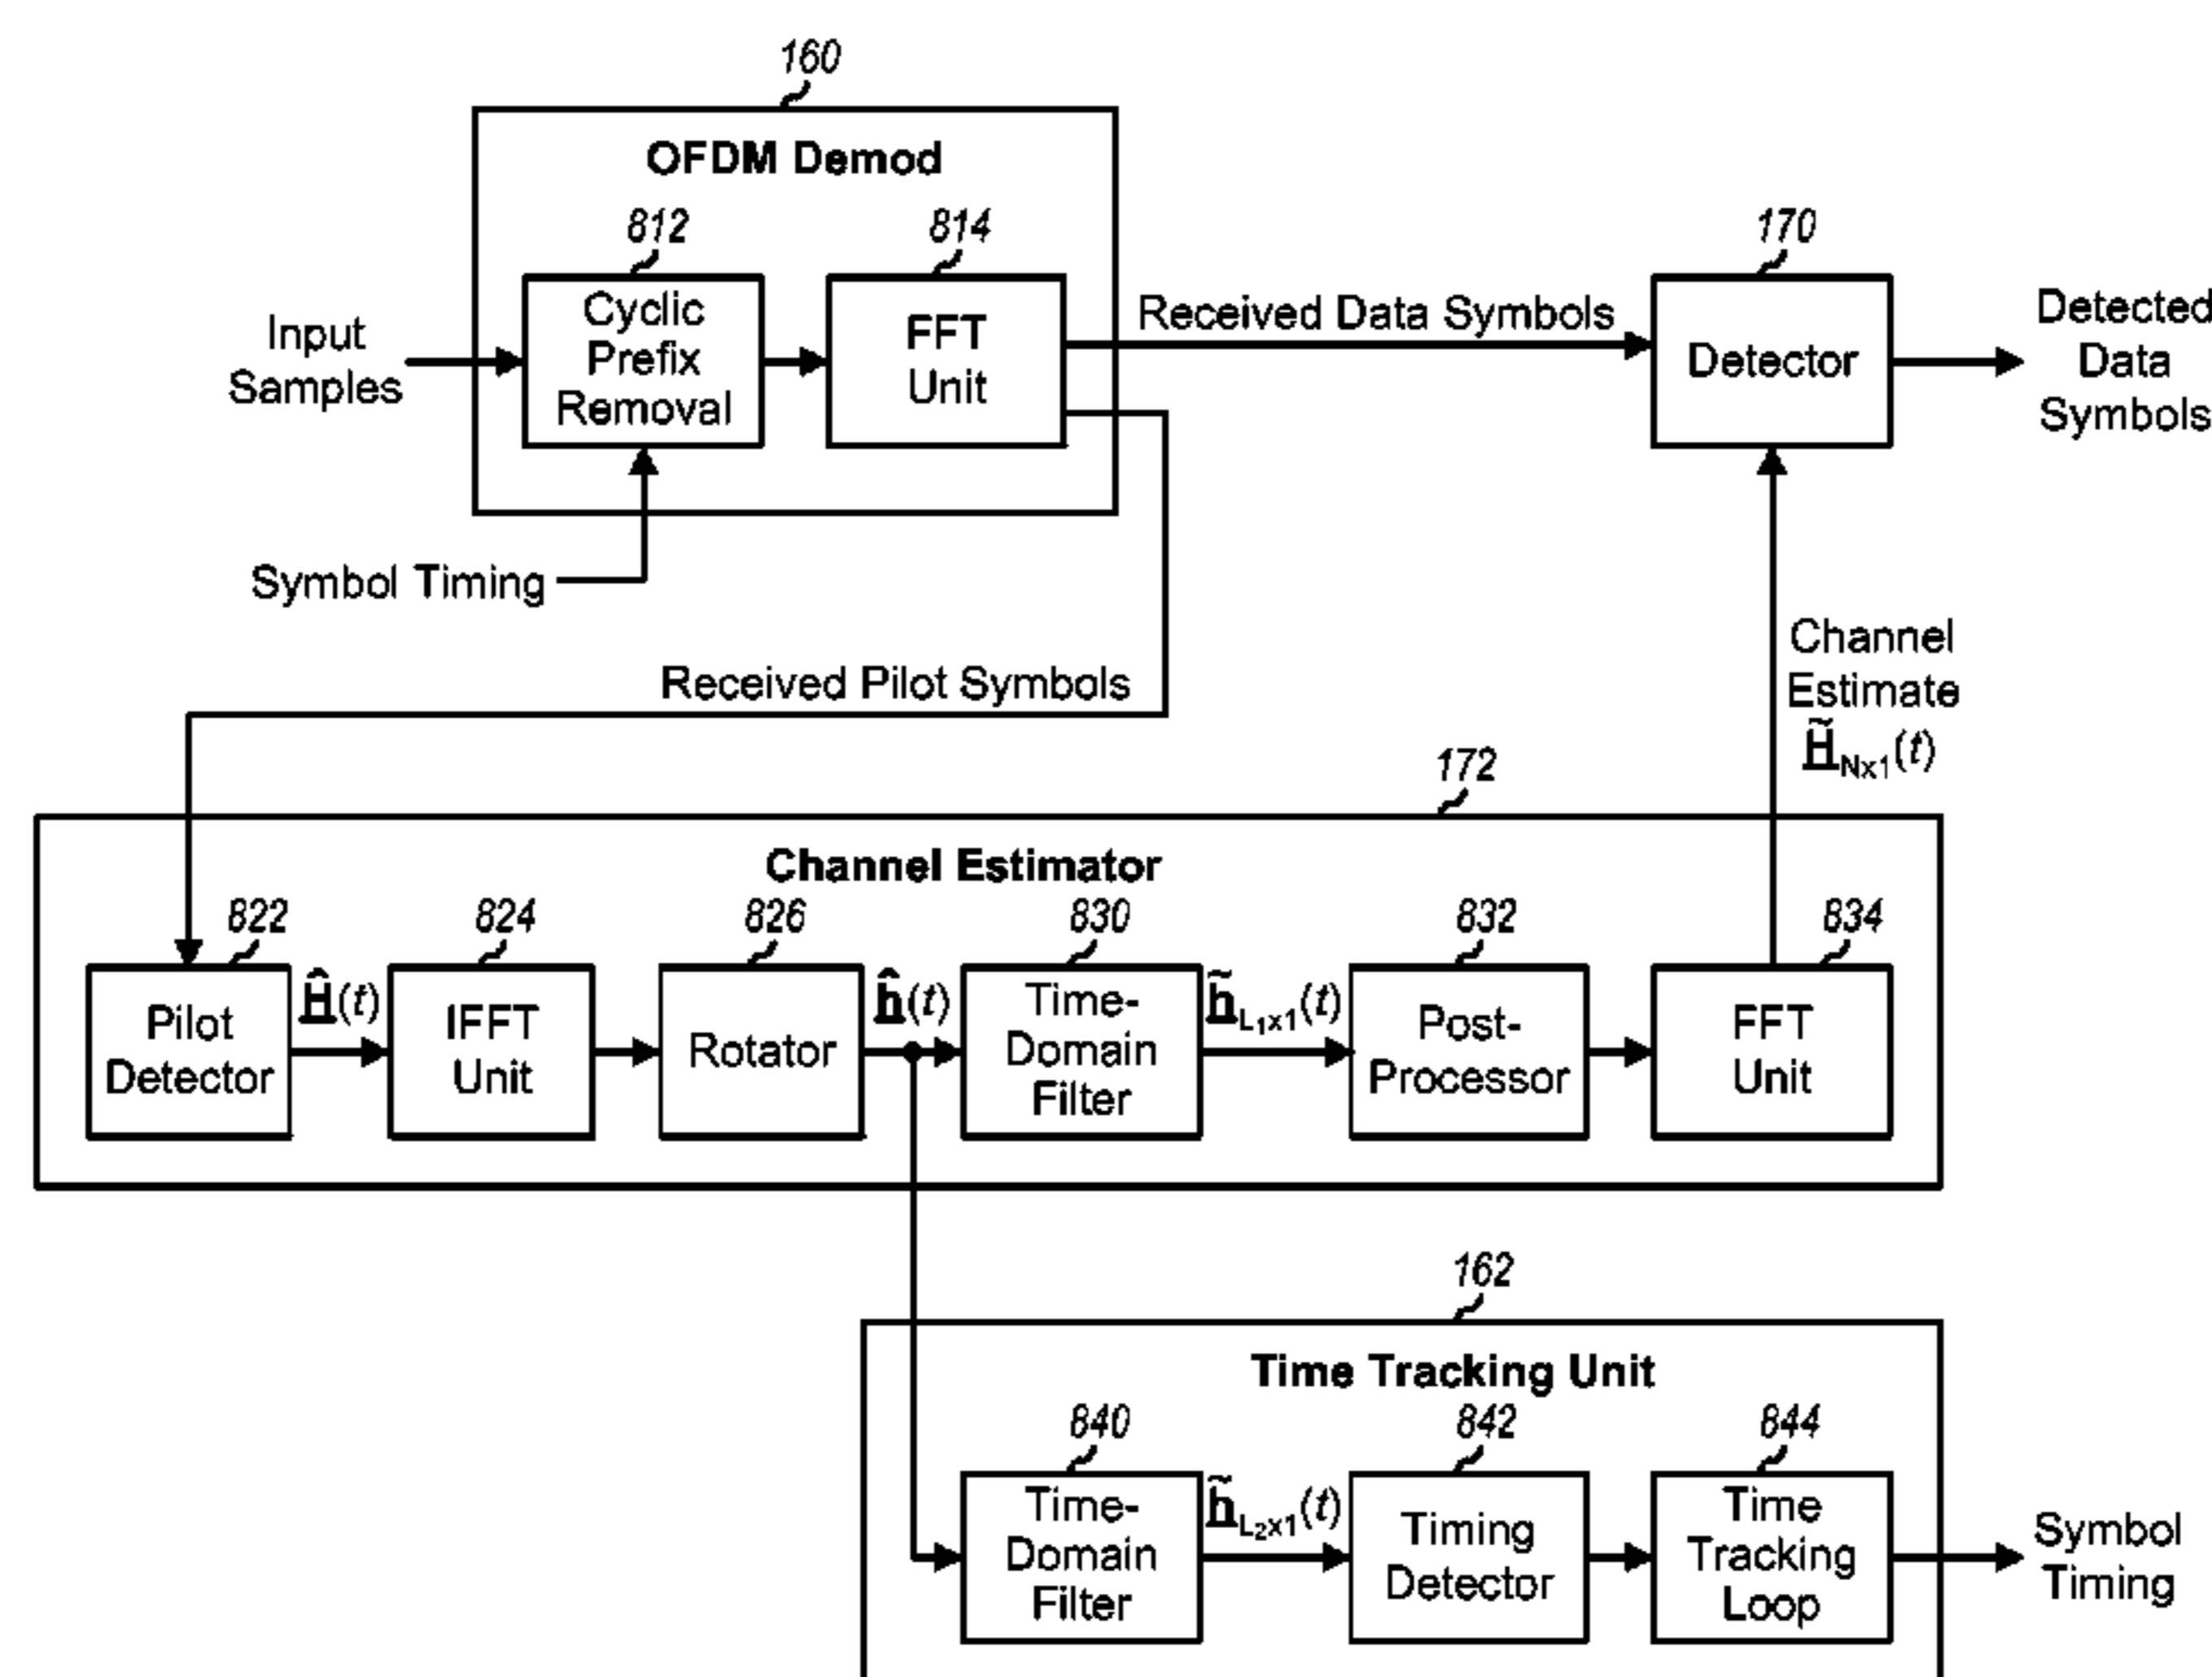 160
OFDM Demod
812
814
170
Input
Samples
Cyclic
Prefix
Removal
FFT
Unit
Received Data Symbols
Detector
Detected
Data
Symbols
Symbol Timing
Received Pilot Symbols
Channel
Estimate
H̃Nx1(t)
172
Channel Estimator
822
824
826
830
832
834
Pilot
Detector
Ĥ(t)
IFFT
Unit
Rotator
ĥ(t)
Time-
Domain
Filter
h̃L1x1(t)
Post-
Processor
FFT
Unit
162
Time Tracking Unit
840
842
844
Time-
Domain
Filter
h̃L2x1(t)
Timing
Detector
Time
Tracking
Loop
Symbol
Timing